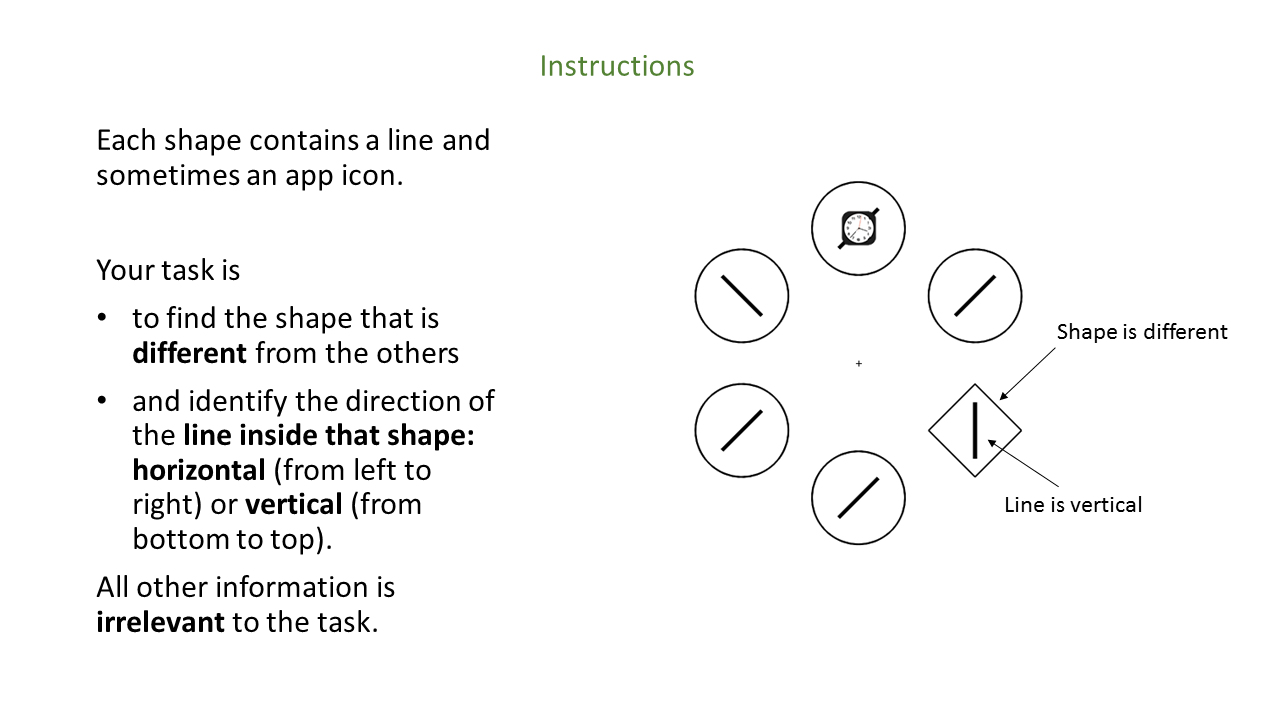 Instructions
Each shape contains a line and
sometimes an app icon.
Your task is
• to find the shape that is
different from the others
• and identify the direction of
the line inside that shape:
horizontal (from left to
right) or vertical (from
bottom to top).
All other information is
irrelevant to the task.
Shape is different
Line is vertical